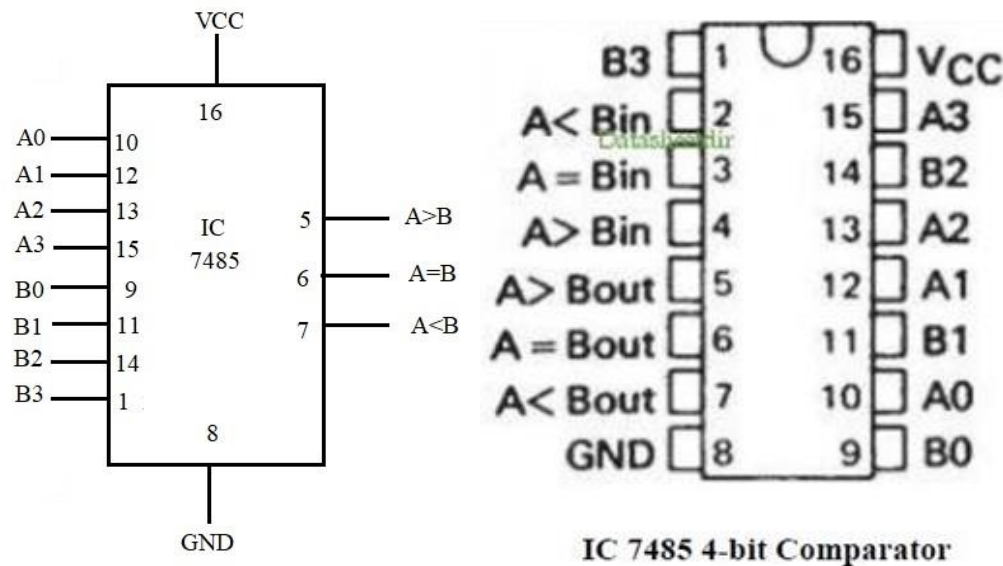 VCC
16
A0 10
A1 12
A2 13
A3 15
B0 9
B1 11
B2 14
B3 1
IC
7485
5 A>B
6 A=B
7 A<B
8
GND
B3 1 16 VCC
A< Bin 2 15 A3
Datasheetdir
A = Bin 3 14 B2
A> Bin 4 13 A2
A> Bout 5 12 A1
A = Bout 6 11 B1
A< Bout 7 10 A0
GND 8 9 B0
IC 7485 4-bit Comparator